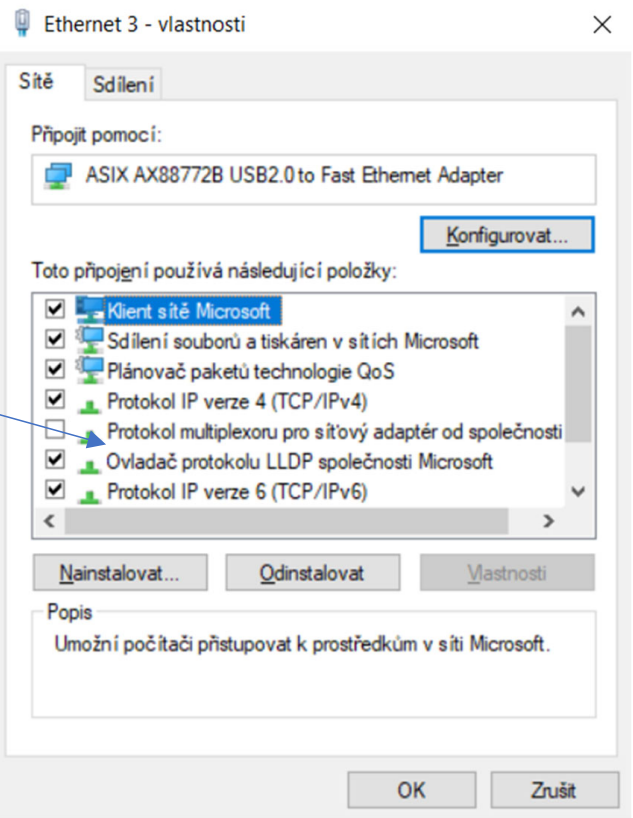 Ethernet 3 - vlastnosti
Sítě
Sdílení
Připojit pomocí:
ASIX AX88772B USB2.0 to Fast Ethernet Adapter
Konfigurovat...
Toto připojení používá následující položky:
Klient sítě Microsoft
Sdílení souborů a tiskáren v sítích Microsoft
Plánovač paketů technologie QoS
Protokol IP verze 4 (TCP/IPv4)
Protokol multiplexoru pro síťový adaptér od společnosti
Ovladač protokolu LLDP společnosti Microsoft
Protokol IP verze 6 (TCP/IPv6)
Nainstalovat...
Odinstalovat
Vlastnosti
Popis
Umožní počítači přistupovat k prostředkům v síti Microsoft.
OK
Zrušit